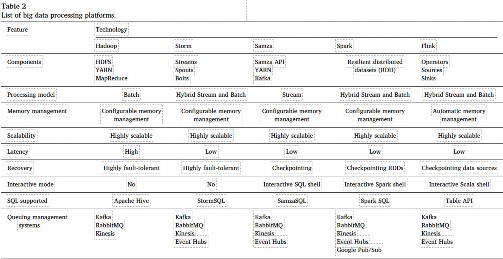 Table 2
List of big data processing platforms.
Feature Technology
Hadoop Storm Samza Spark Flink
Components HDFS Streams Samza API Resilient distributed Operators
YARN Spouts YARN datasets (RDD) Sources
MapReduce Bolts Kafka Sinks
Processing model Batch Hybrid Stream and Batch Stream Hybrid Stream and Batch Hybrid Stream and Batch
Memory management Configurable memory Configurable memory Configurable memory Configurable memory Automatic memory
management management management management management
Scalability Highly scalable Highly scalable Highly scalable Highly scalable Highly scalable
Latency High Low Low Low Low
Recovery Highly fault-tolerant Highly fault-tolerant Checkpointing Checkpointing RDDs Checkpointing data sources
Interactive mode No No Interactive SQL shell Interactive Spark shell Interactive Scala shell
SQL supported Apache Hive StormSQL SamzaSQL Spark SQL Table API
Queuing management Kafka Kafka Kafka Kafka Kafka
systems RabbitMQ RabbitMQ RabbitMQ RabbitMQ RabbitMQ
Kinesis Kinesis Kinesis Kinesis Kinesis
Event Hubs Event Hubs Event Hubs Event Hubs
Google Pub/Sub